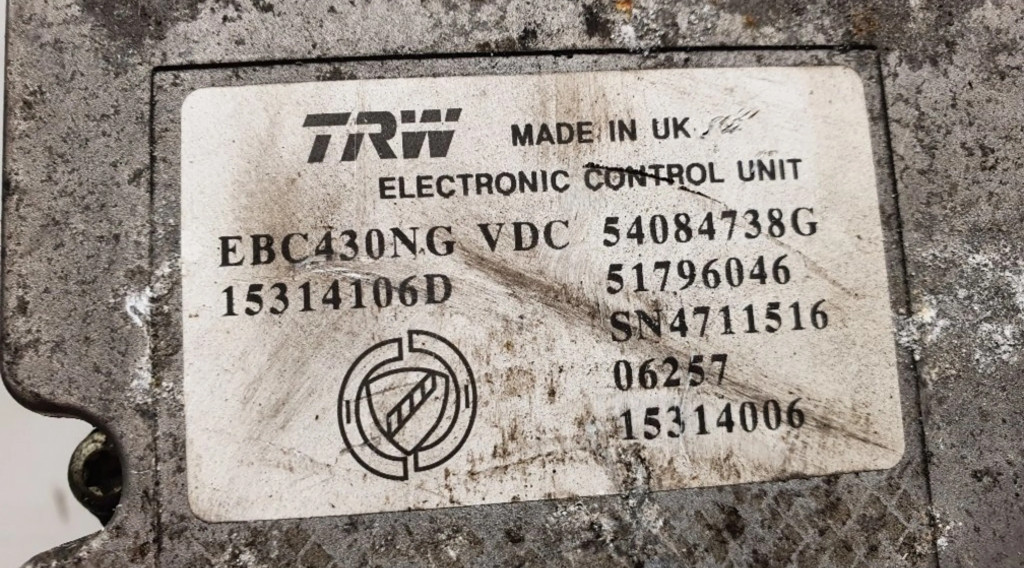 TRW MADE IN UK
ELECTRONIC CONTROL UNIT
EBC430NG VDC 54084738G
15314106D 51796046
SN4711516
06257
15314006